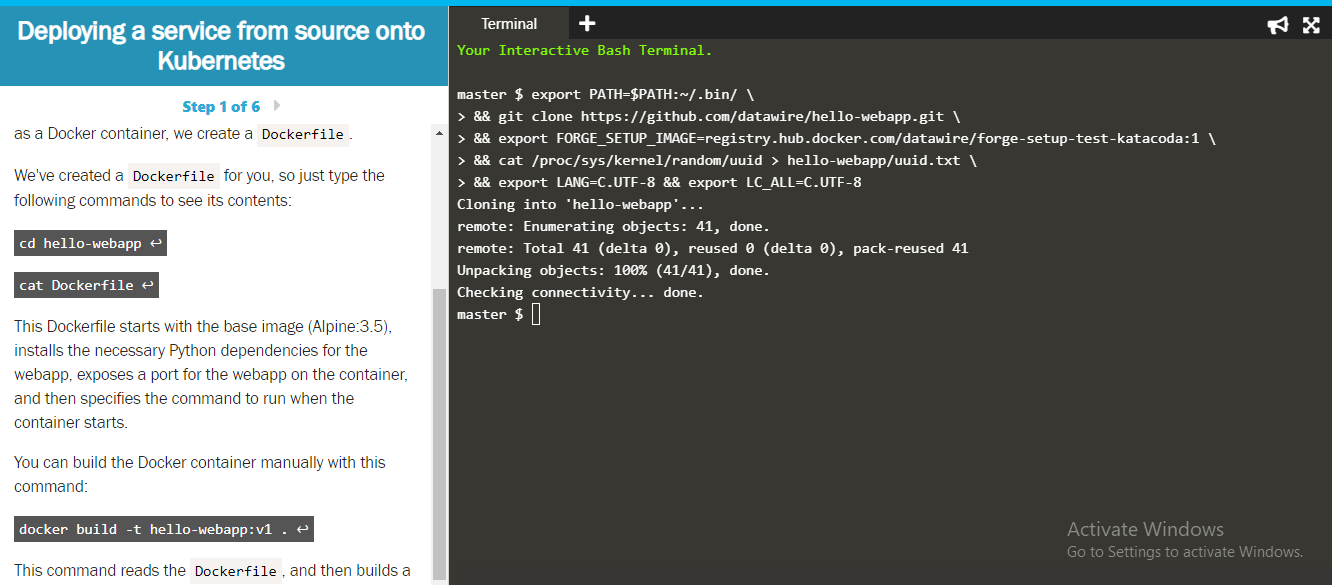 Deploying a service from source onto
Kubernetes
Step 1 of 6
as a Docker container, we create a Dockerfile.
We've created a Dockerfile for you, so just type the
following commands to see its contents:
cd hello-webapp ↩
cat Dockerfile ↩
This Dockerfile starts with the base image (Alpine:3.5),
installs the necessary Python dependencies for the
webapp, exposes a port for the webapp on the container,
and then specifies the command to run when the
container starts.
You can build the Docker container manually with this
command:
docker build -t hello-webapp:v1 . ↩
This command reads the Dockerfile, and then builds a
Terminal
Your Interactive Bash Terminal.
master $ export PATH=$PATH:~/.bin/ \
> && git clone https://github.com/datawire/hello-webapp.git \
> && export FORGE_SETUP_IMAGE=registry.hub.docker.com/datawire/forge-setup-test-katacoda:1 \
> && cat /proc/sys/kernel/random/uuid > hello-webapp/uuid.txt \
> && export LANG=C.UTF-8 && export LC_ALL=C.UTF-8
Cloning into 'hello-webapp'...
remote: Enumerating objects: 41, done.
remote: Total 41 (delta 0), reused 0 (delta 0), pack-reused 41
Unpacking objects: 100% (41/41), done.
Checking connectivity... done.
master $
Activate Windows
Go to Settings to activate Windows.